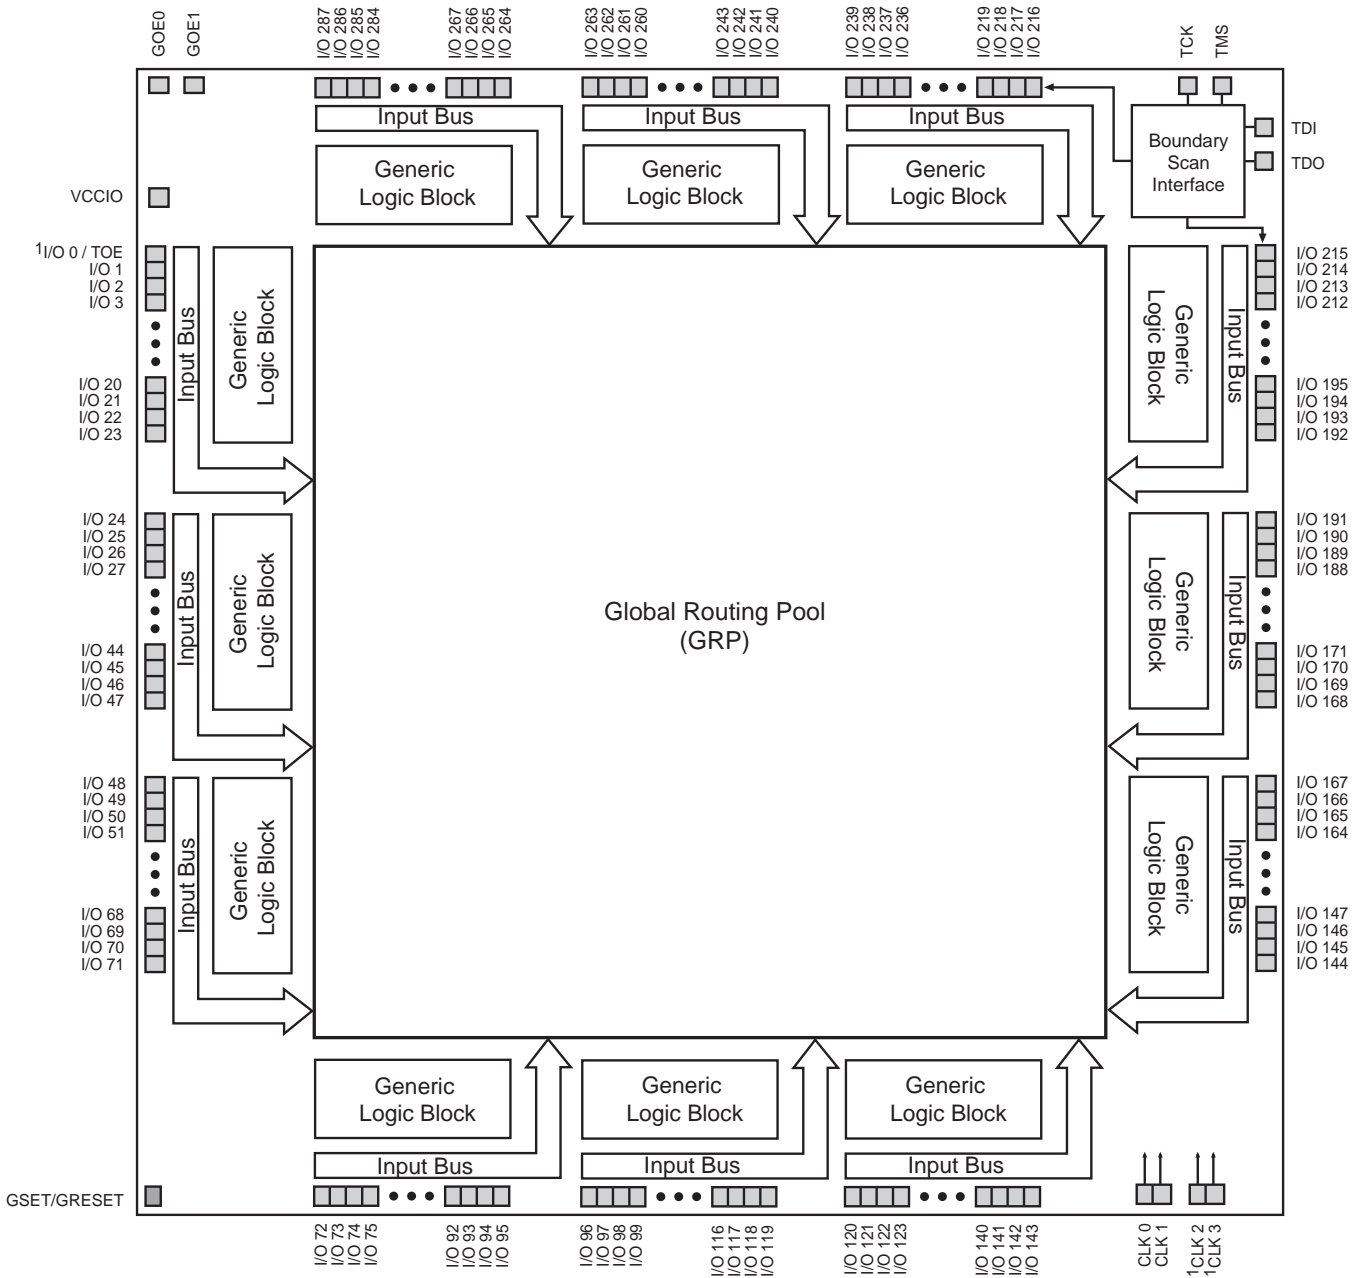 GOE0
GOE1
I/O 287
I/O 286
I/O 285
I/O 284
I/O 267
I/O 266
I/O 265
I/O 264
I/O 263
I/O 262
I/O 261
I/O 260
I/O 243
I/O 242
I/O 241
I/O 240
I/O 239
I/O 238
I/O 237
I/O 236
I/O 219
I/O 218
I/O 217
I/O 216
TCK
TMS
Input Bus
Input Bus
Input Bus
TDI
TDO
Boundary
Scan
Interface
Generic
Logic Block
Generic
Logic Block
Generic
Logic Block
VCCIO
1I/O 0 / TOE
I/O 1
I/O 2
I/O 3
I/O 20
I/O 21
I/O 22
I/O 23
Input Bus
Generic
Logic Block
Generic
Logic Block
Input Bus
I/O 215
I/O 214
I/O 213
I/O 212
I/O 195
I/O 194
I/O 193
I/O 192
I/O 24
I/O 25
I/O 26
I/O 27
I/O 44
I/O 45
I/O 46
I/O 47
Input Bus
Generic
Logic Block
Global Routing Pool
(GRP)
Generic
Logic Block
Input Bus
I/O 191
I/O 190
I/O 189
I/O 188
I/O 171
I/O 170
I/O 169
I/O 168
I/O 48
I/O 49
I/O 50
I/O 51
I/O 68
I/O 69
I/O 70
I/O 71
Input Bus
Generic
Logic Block
Generic
Logic Block
Input Bus
I/O 167
I/O 166
I/O 165
I/O 164
I/O 147
I/O 146
I/O 145
I/O 144
Generic
Logic Block
Generic
Logic Block
Generic
Logic Block
Input Bus
Input Bus
Input Bus
GSET/GRESET
I/O 72
I/O 73
I/O 74
I/O 75
I/O 92
I/O 93
I/O 94
I/O 95
I/O 96
I/O 97
I/O 98
I/O 99
I/O 116
I/O 117
I/O 118
I/O 119
I/O 120
I/O 121
I/O 122
I/O 123
I/O 140
I/O 141
I/O 142
I/O 143
CLK 0
CLK 1
1CLK 2
1CLK 3